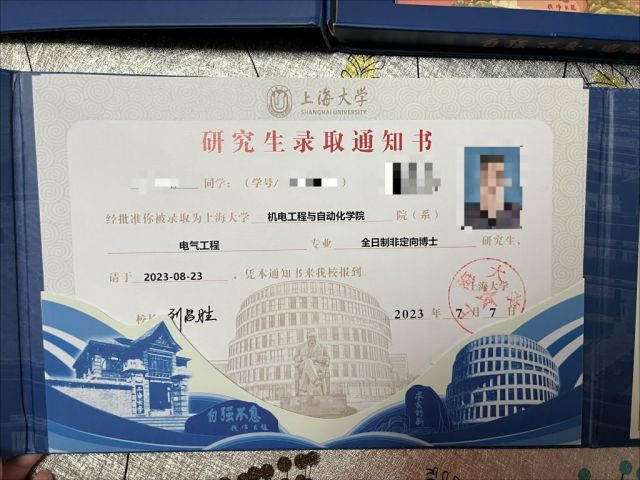 上海大学
SHANGHAI UNIVERSITY
研究生录取通知书
同学:(学号/ )
经批准你被录取为上海大学 机电工程与自动化学院 院(系)
电气工程 专业 全日制非定向博士 研究生,
请于 2023-08-23 。凭本通知书来我校报到
上海大学
校长 刘昌胜 2023 年 7 月 7 日
自强不息